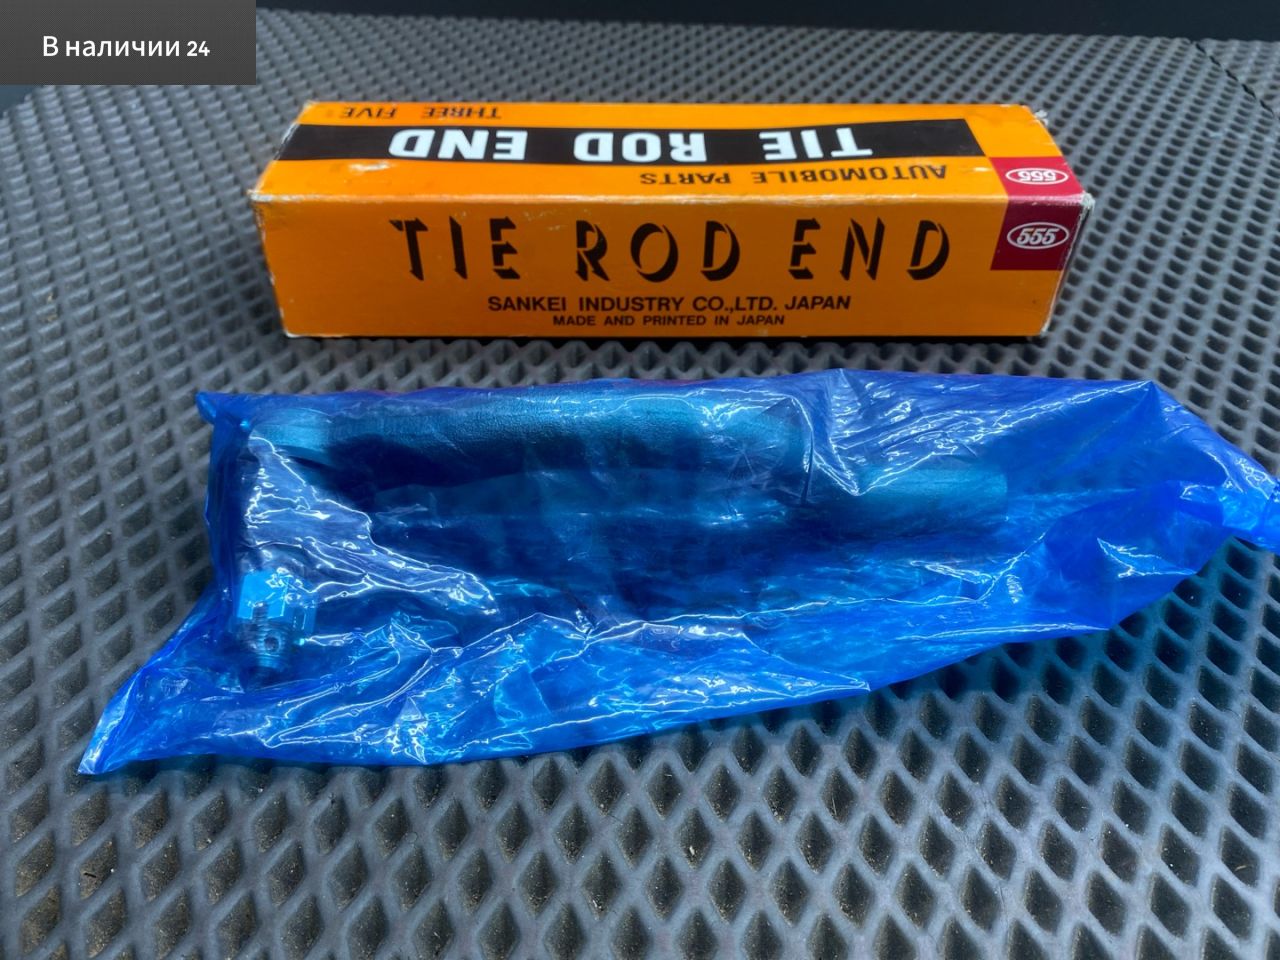 В наличии 24
THREE FIVE
TIE ROD END
AUTOMOBILE PARTS
555
TIE ROD END
555
SANKEI INDUSTRY CO.,LTD. JAPAN
MADE AND PRINTED IN JAPAN